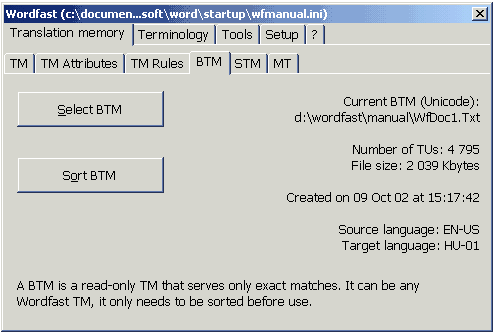 Wordfast (c:\documen...soft\word\startup\wfmanual.ini)
Translation memory Terminology Tools Setup ?
TM TM Attributes TM Rules BTM STM MT
Select BTM
Current BTM (Unicode):
d:\wordfast\manual\WfDoc1.Txt
Number of TUs: 4 795
File size: 2 039 Kbytes
Sort BTM
Created on 09 Oct 02 at 15:17:42
Source language: EN-US
Target language: HU-01
A BTM is a read-only TM that serves only exact matches. It can be any
Wordfast TM, it only needs to be sorted before use.